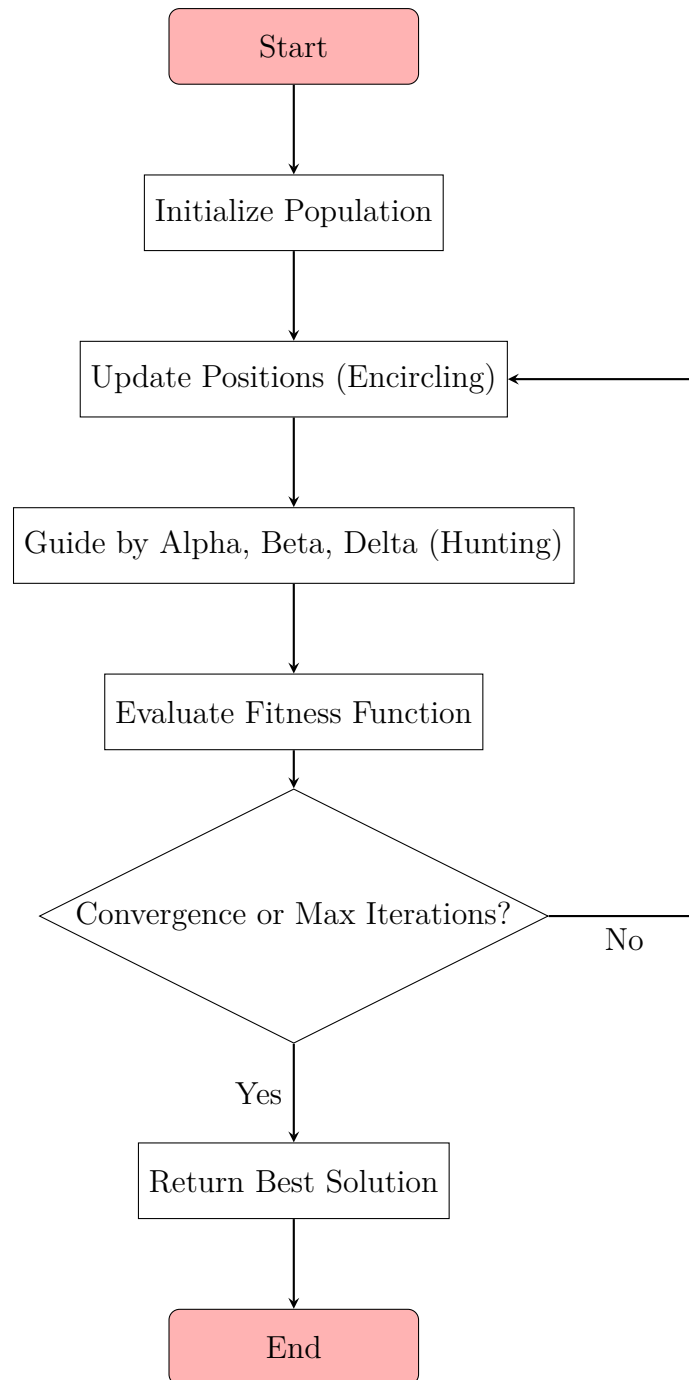 Start
Initialize Population
Update Positions (Encircling)
Guide by Alpha, Beta, Delta (Hunting)
Evaluate Fitness Function
Convergence or Max Iterations?
No
Yes
Return Best Solution
End